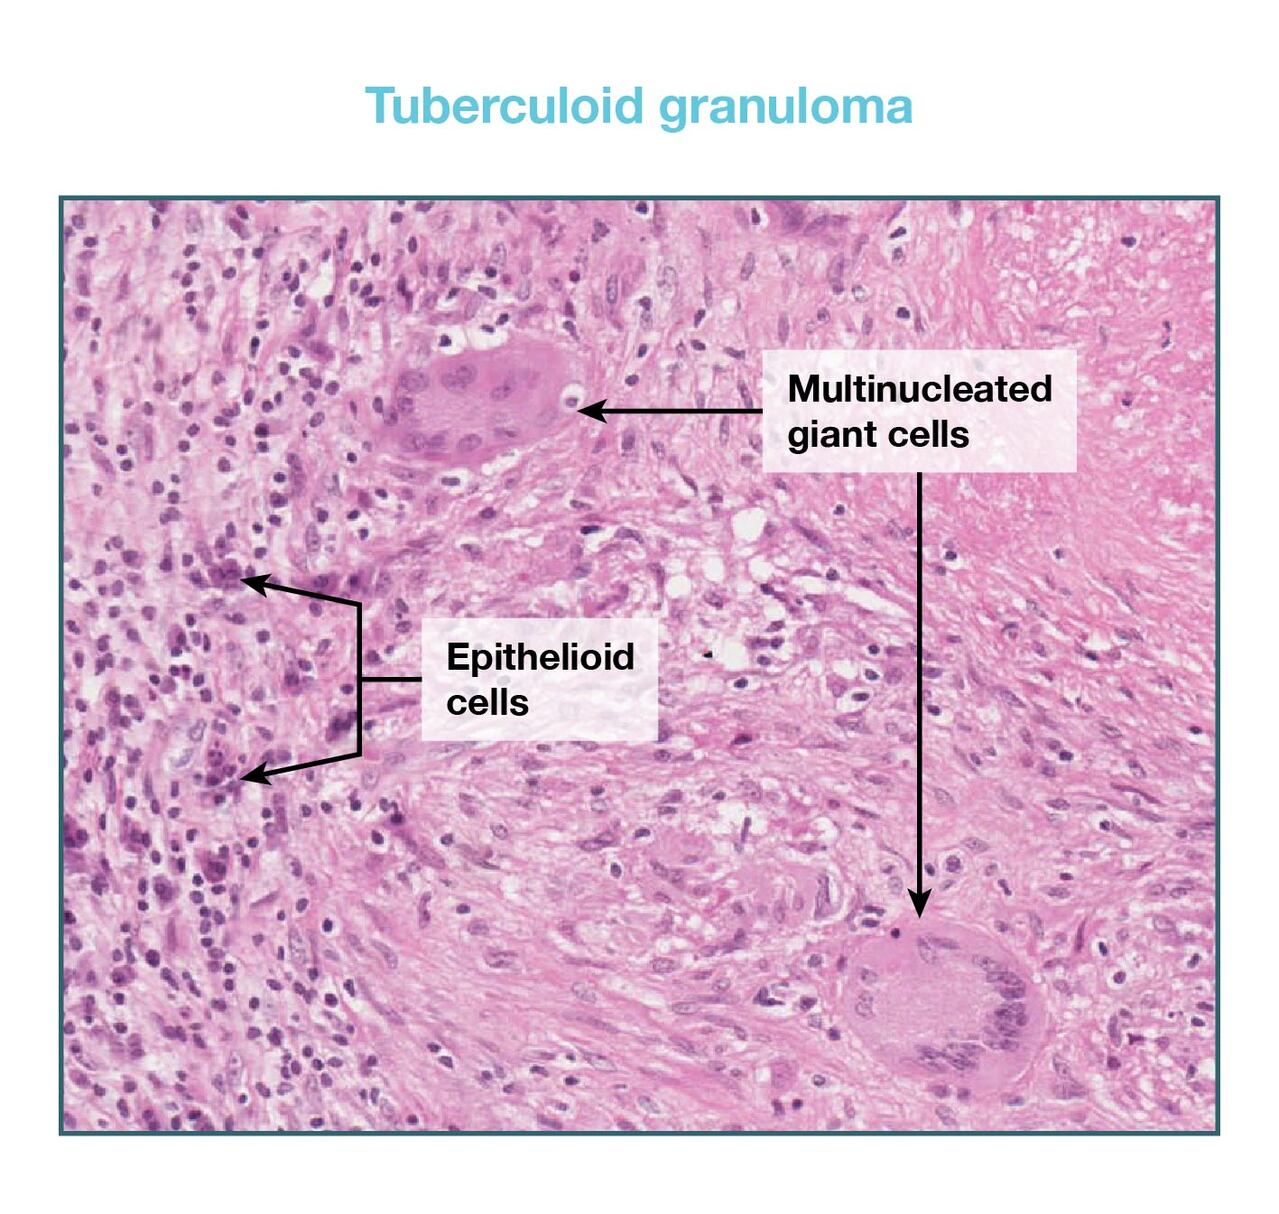 Tuberculoid granuloma
Multinucleated
giant cells
Epithelioid
cells